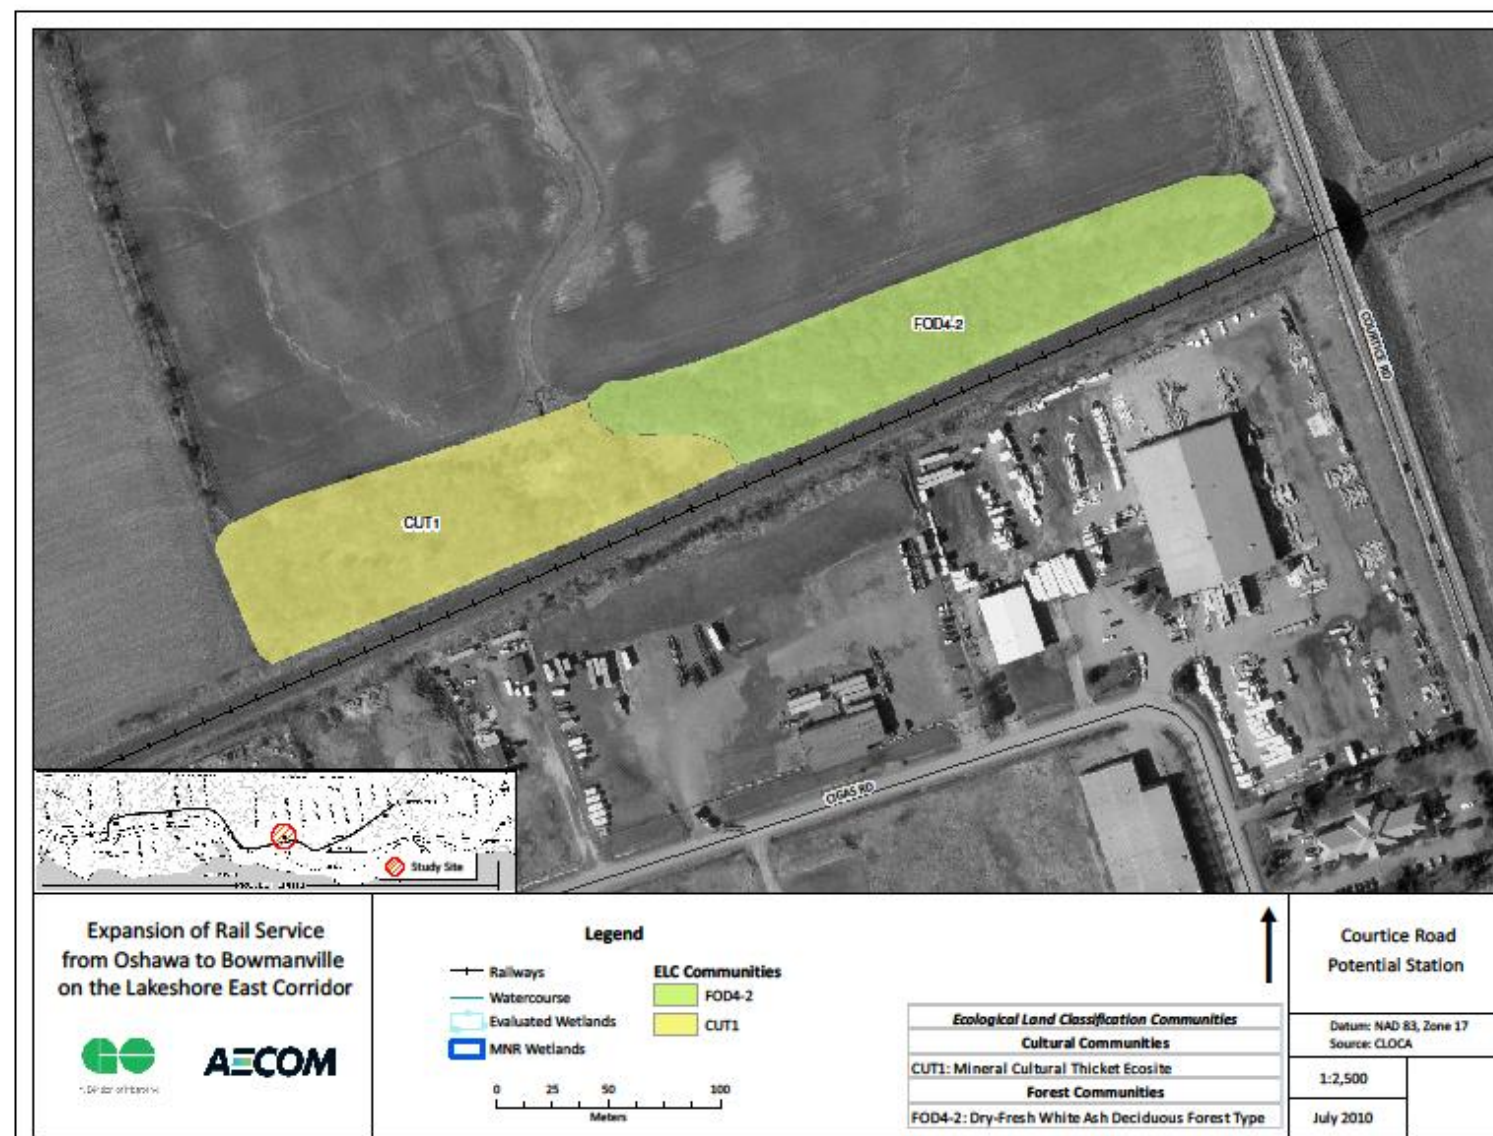 FOD4-2
COURTICE RD
CUT1
CIGAS RD
Study Site
Expansion of Rail Service
from Oshawa to Bowmanville
on the Lakeshore East Corridor
GO
AECOM
Legend
Railways
Watercourse
Evaluated Wetlands
MNR Wetlands
ELC Communities
FOD4-2
CUT1
0 25 50 100
Meters
Ecological Land Classification Communities
Cultural Communities
CUT1: Mineral Cultural Thicket Ecosite
Forest Communities
FOD4-2: Dry-Fresh White Ash Deciduous Forest Type
Courtice Road
Potential Station
Datum: NAD 83, Zone 17
Source: CLOCA
1:2,500
July 2010